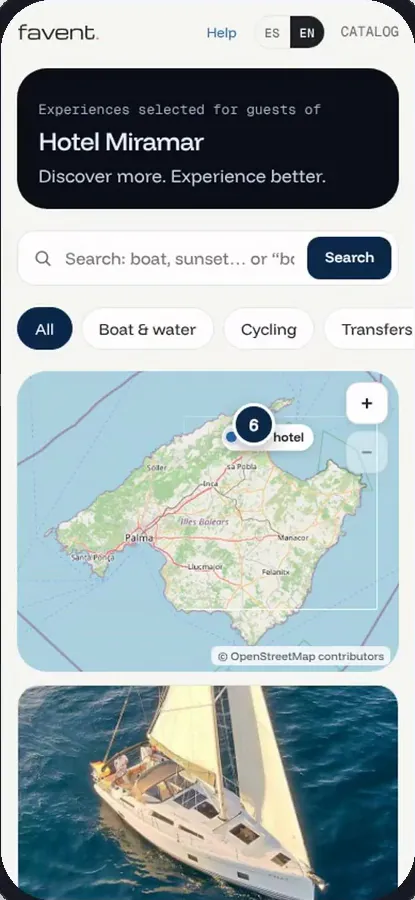 favent.
Help
ES
EN
CATALOG
Experiences selected for guests of
Hotel Miramar
Discover more. Experience better.
Search: boat, sunset... or “bo
Search
All
Boat & water
Cycling
Transfers
+
6
hotel
−
Sóller
sa Pobla
Inca
Illes Balears
Palma
Manacor
Santa Ponça
Llucmajor
Felanitx
© OpenStreetMap contributors